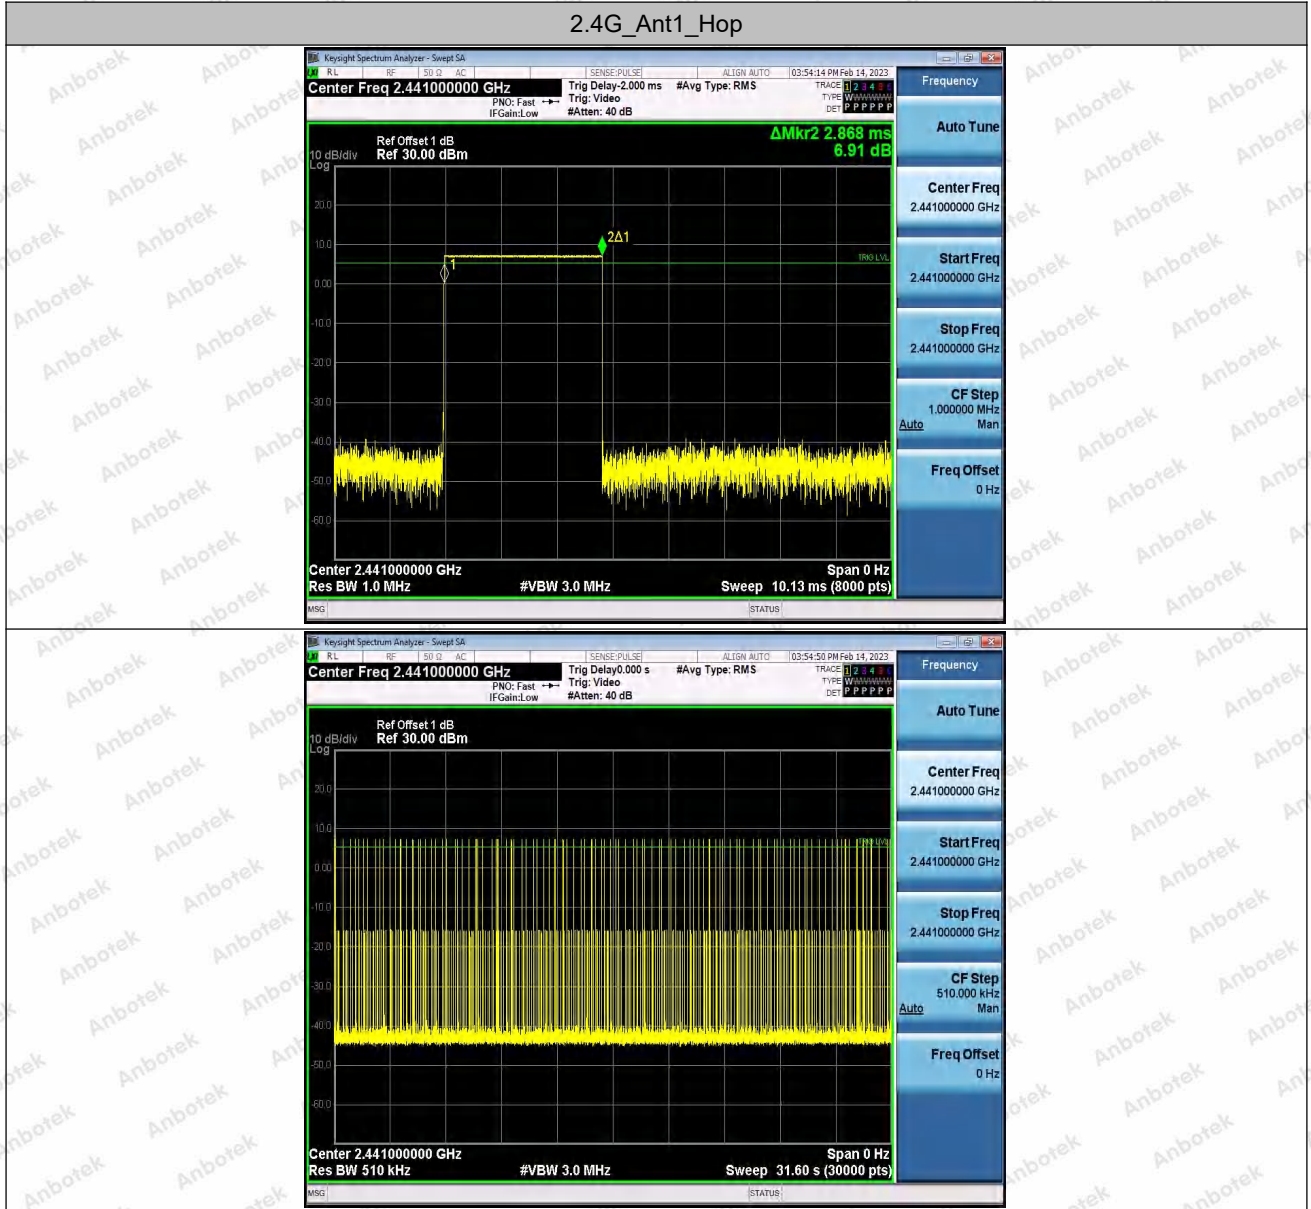 2.4G_Ant1_Hop
Keysight Spectrum Analyzer - Swept SA
RL RF 50 Ω AC SENSE:PULSE ALIGN AUTO 03:54:14 PM Feb 14, 2023
Center Freq 2.441000000 GHz
PNO: Fast
IFGain:Low
Trig Delay-2.000 ms
Trig: Video
#Atten: 40 dB
#Avg Type: RMS
TRACE 1 2 3 4 5 6
TYPE W
DET P P P P P P
Ref Offset 1 dB
10 dB/div Ref 30.00 dBm
Log
ΔMkr2 2.868 ms
6.91 dB
20.0
10.0
0.00
-10.0
-20.0
-30.0
-40.0
-50.0
-60.0
2Δ1
1
TRIG LVL
Center 2.441000000 GHz Span 0 Hz
Res BW 1.0 MHz #VBW 3.0 MHz Sweep 10.13 ms (8000 pts)
MSG STATUS
Frequency
Auto Tune
Center Freq
2.441000000 GHz
Start Freq
2.441000000 GHz
Stop Freq
2.441000000 GHz
CF Step
1.000000 MHz
Auto Man
Freq Offset
0 Hz
Keysight Spectrum Analyzer - Swept SA
RL RF 50 Ω AC SENSE:PULSE ALIGN AUTO 03:54:50 PM Feb 14, 2023
Center Freq 2.441000000 GHz
PNO: Fast
IFGain:Low
Trig Delay0.000 s
Trig: Video
#Atten: 40 dB
#Avg Type: RMS
TRACE 1 2 3 4 5 6
TYPE W
DET P P P P P P
Ref Offset 1 dB
10 dB/div Ref 30.00 dBm
Log
20.0
10.0
0.00
-10.0
-20.0
-30.0
-40.0
-50.0
-60.0
TRIG LVL
Center 2.441000000 GHz Span 0 Hz
Res BW 510 kHz #VBW 3.0 MHz Sweep 31.60 s (30000 pts)
MSG STATUS
Frequency
Auto Tune
Center Freq
2.441000000 GHz
Start Freq
2.441000000 GHz
Stop Freq
2.441000000 GHz
CF Step
510.000 kHz
Auto Man
Freq Offset
0 Hz
Anbotek